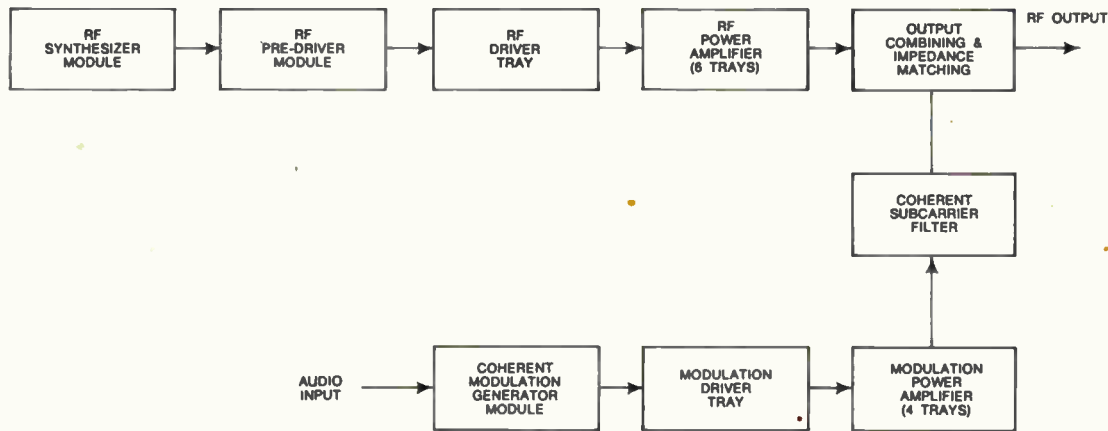 RF
SYNTHESIZER
MODULE
RF
PRE-DRIVER
MODULE
RF
DRIVER
TRAY
RF
POWER
AMPLIFIER
(6 TRAYS)
OUTPUT
COMBINING &
IMPEDANCE
MATCHING
RF OUTPUT
COHERENT
SUBCARRIER
FILTER
AUDIO
INPUT
COHERENT
MODULATION
GENERATOR
MODULE
MODULATION
DRIVER
TRAY
MODULATION
POWER
AMPLIFIER
(4 TRAYS)